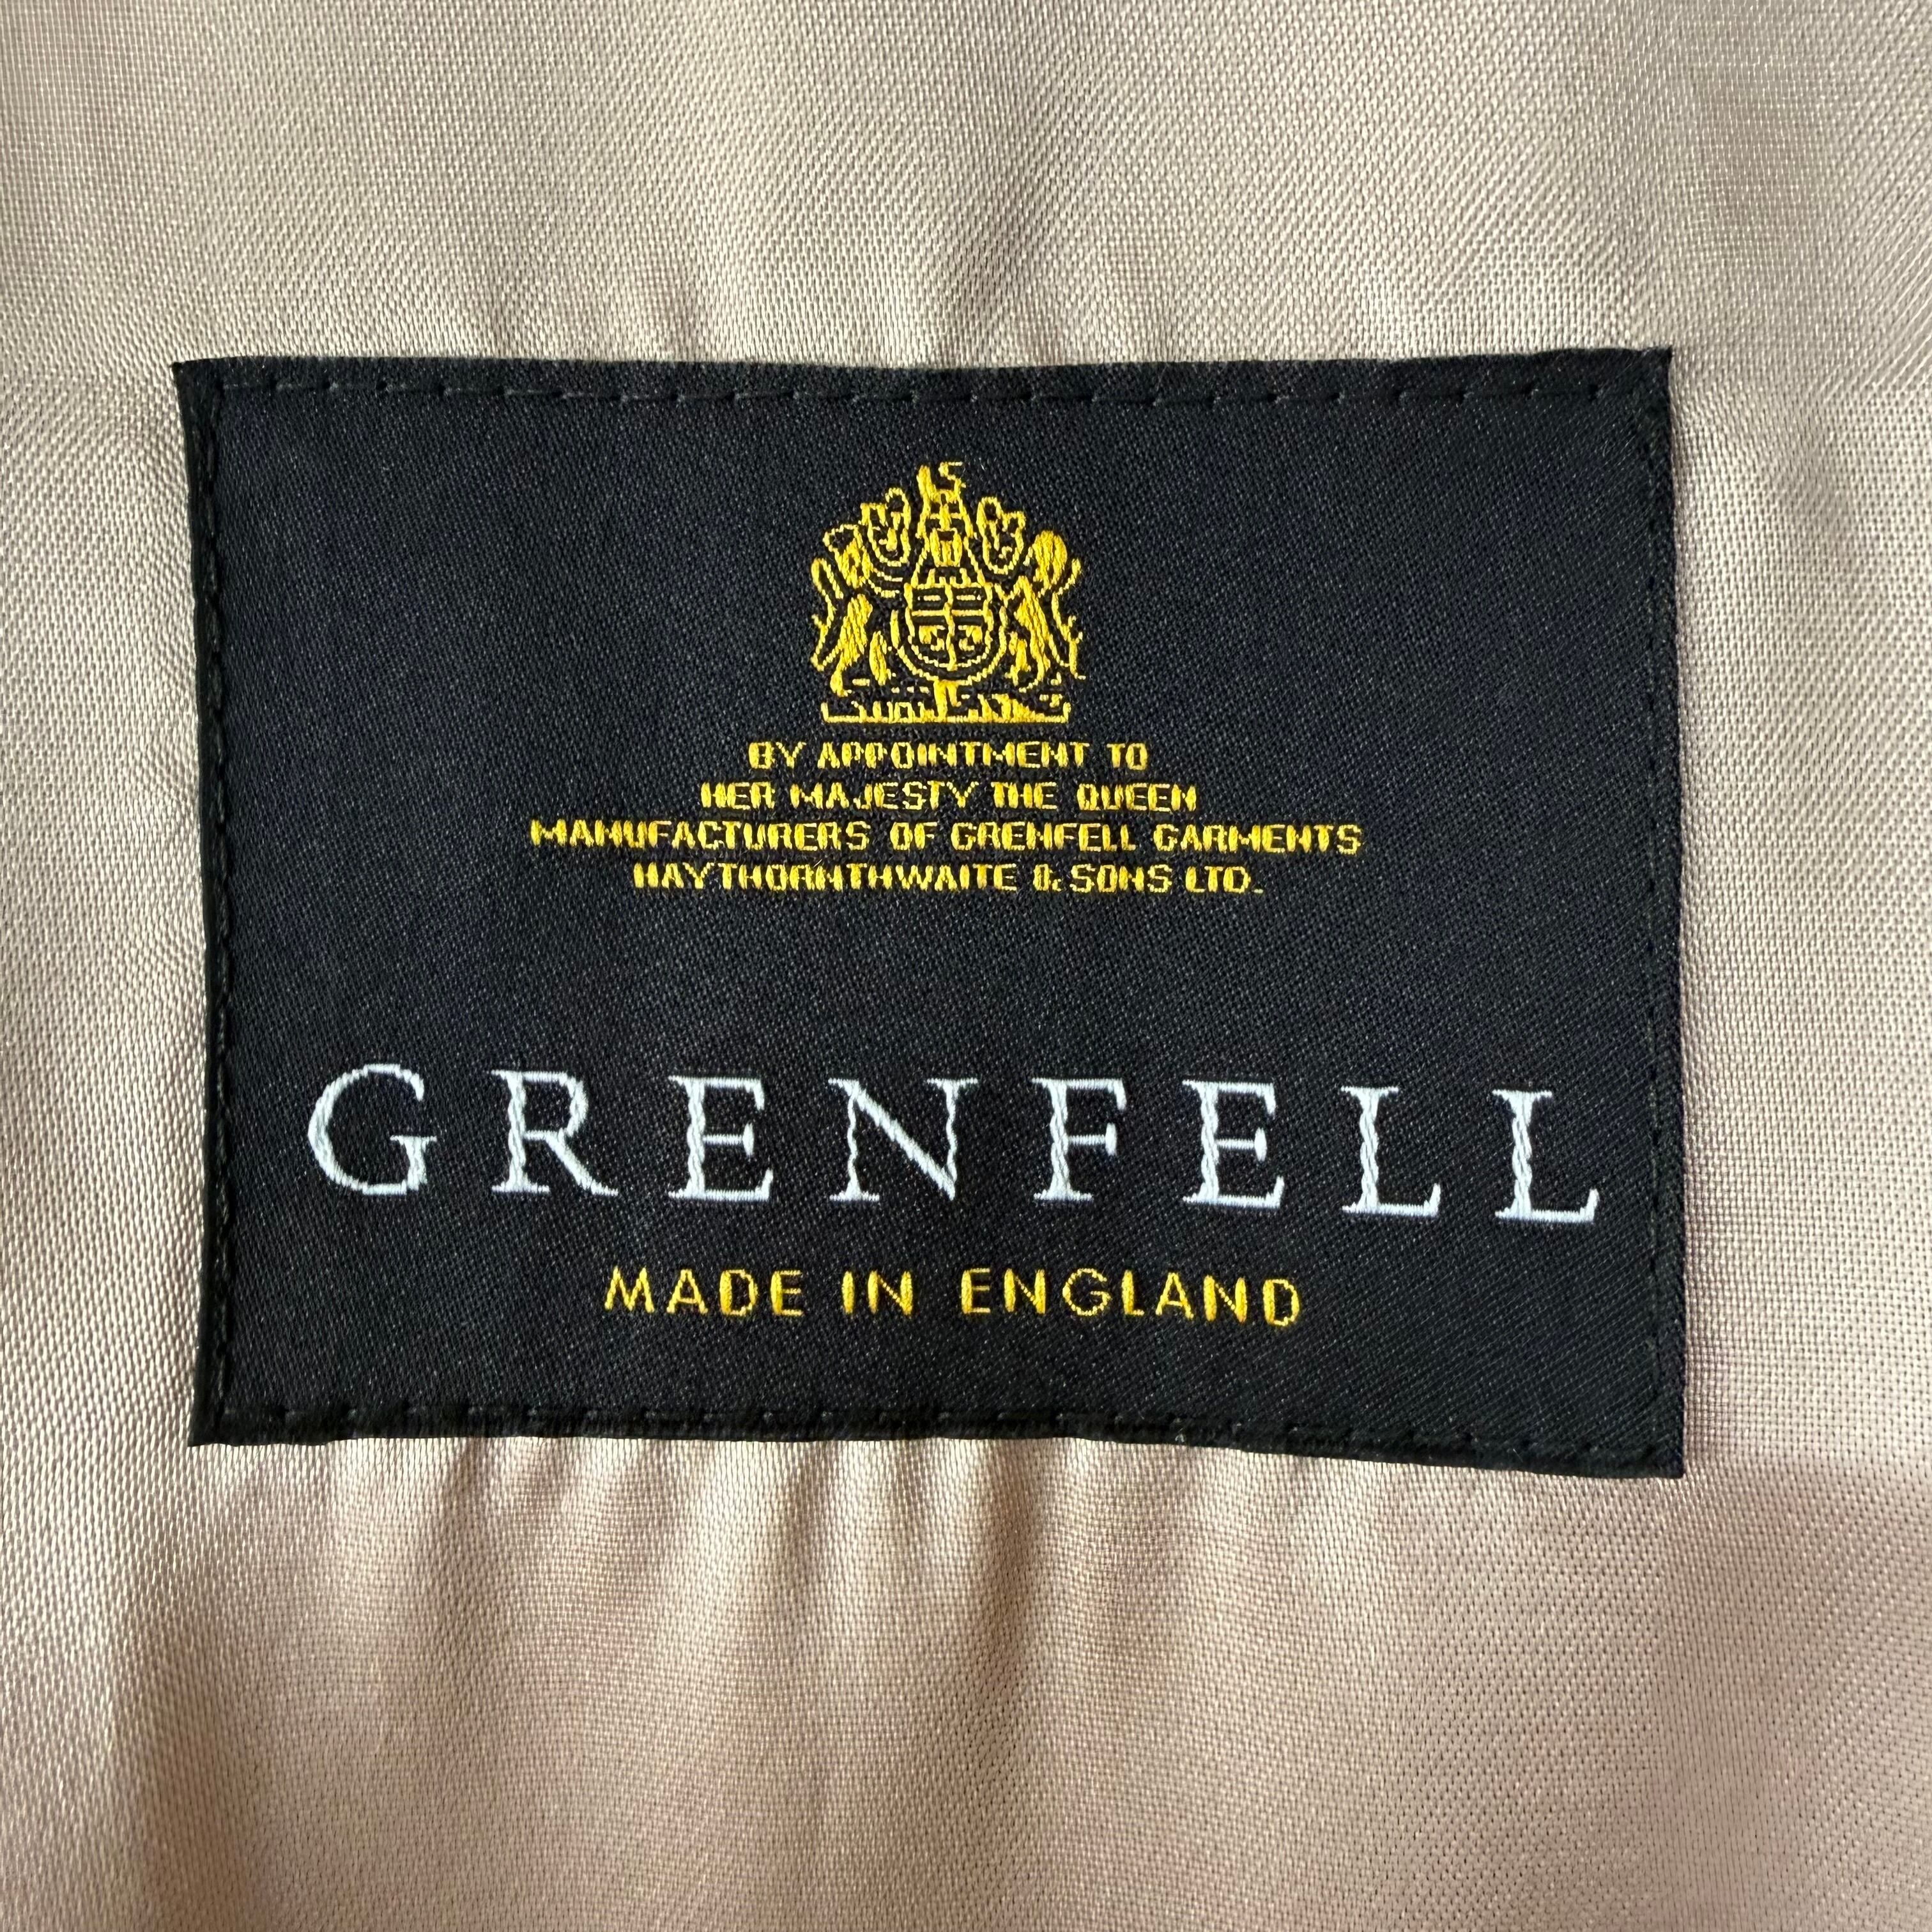 BY APPOINTMENT TO
HER MAJESTY THE QUEEN
MANUFACTURERS OF GRENFELL GARMENTS
HAYTHORNTHWAITE & SONS LTD.
GRENFELL
MADE IN ENGLAND